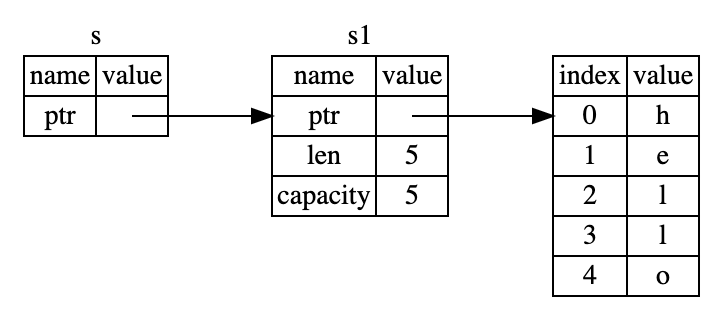 s
name value
ptr
s1
name value
ptr
len 5
capacity 5
index value
0 h
1 e
2 l
3 l
4 o